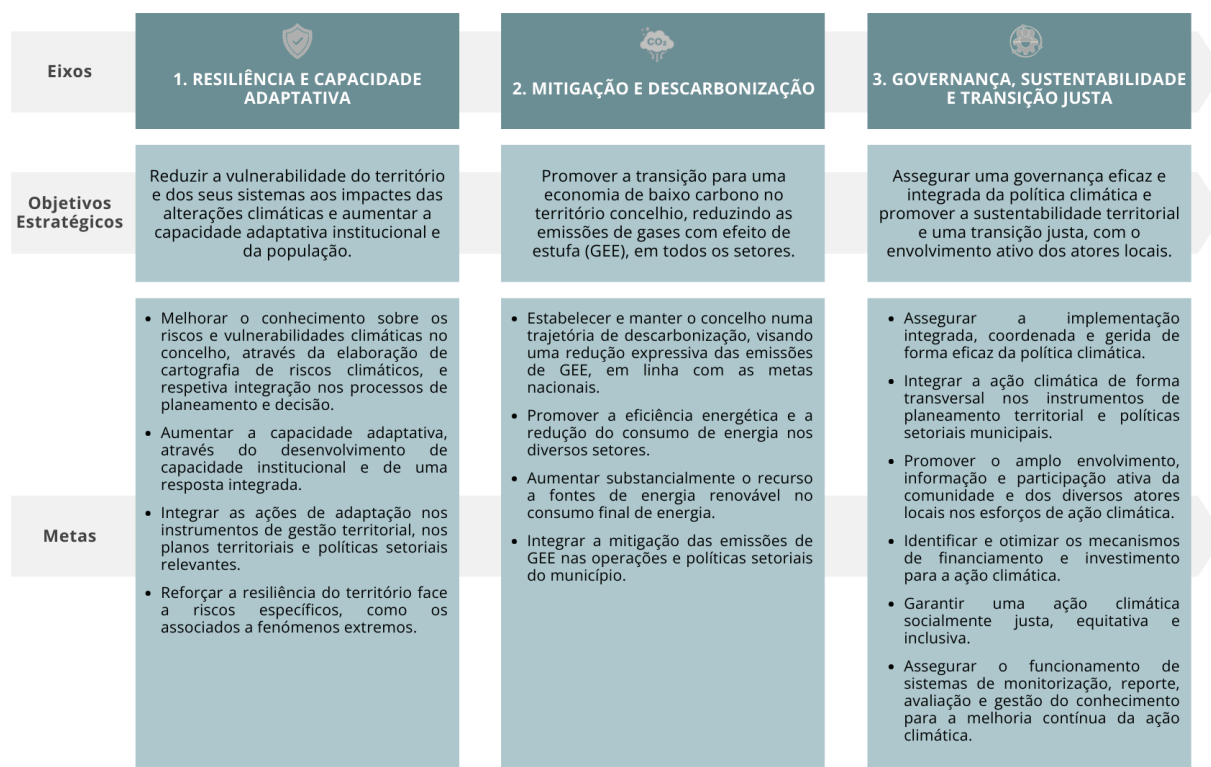 Eixos
1. RESILIÊNCIA E CAPACIDADE
ADAPTATIVA
CO₂
2. MITIGAÇÃO E DESCARBONIZAÇÃO
3. GOVERNANÇA, SUSTENTABILIDADE
E TRANSIÇÃO JUSTA
Objetivos
Estratégicos
Reduzir a vulnerabilidade do território
e dos seus sistemas aos impactes das
alterações climáticas e aumentar a
capacidade adaptativa institucional e
da população.
Promover a transição para uma
economia de baixo carbono no
território concelhio, reduzindo as
emissões de gases com efeito de
estufa (GEE), em todos os setores.
Assegurar uma governança eficaz e
integrada da política climática e
promover a sustentabilidade territorial
e uma transição justa, com o
envolvimento ativo dos atores locais.
Metas
• Melhorar o conhecimento sobre os
riscos e vulnerabilidades climáticas no
concelho, através da elaboração de
cartografia de riscos climáticos, e
respetiva integração nos processos de
planeamento e decisão.
• Aumentar a capacidade adaptativa,
através do desenvolvimento de
capacidade institucional e de uma
resposta integrada.
• Integrar as ações de adaptação nos
instrumentos de gestão territorial, nos
planos territoriais e políticas setoriais
relevantes.
• Reforçar a resiliência do território face
a riscos específicos, como os
associados a fenómenos extremos.
• Estabelecer e manter o concelho numa
trajetória de descarbonização, visando
uma redução expressiva das emissões
de GEE, em linha com as metas
nacionais.
• Promover a eficiência energética e a
redução do consumo de energia nos
diversos setores.
• Aumentar substancialmente o recurso
a fontes de energia renovável no
consumo final de energia.
• Integrar a mitigação das emissões de
GEE nas operações e políticas setoriais
do município.
• Assegurar a implementação
integrada, coordenada e gerida de
forma eficaz da política climática.
• Integrar a ação climática de forma
transversal nos instrumentos de
planeamento territorial e políticas
setoriais municipais.
• Promover o amplo envolvimento,
informação e participação ativa da
comunidade e dos diversos atores
locais nos esforços de ação climática.
• Identificar e otimizar os mecanismos
de financiamento e investimento
para a ação climática.
• Garantir uma ação climática
socialmente justa, equitativa e
inclusiva.
• Assegurar o funcionamento de
sistemas de monitorização, reporte,
avaliação e gestão do conhecimento
para a melhoria contínua da ação
climática.